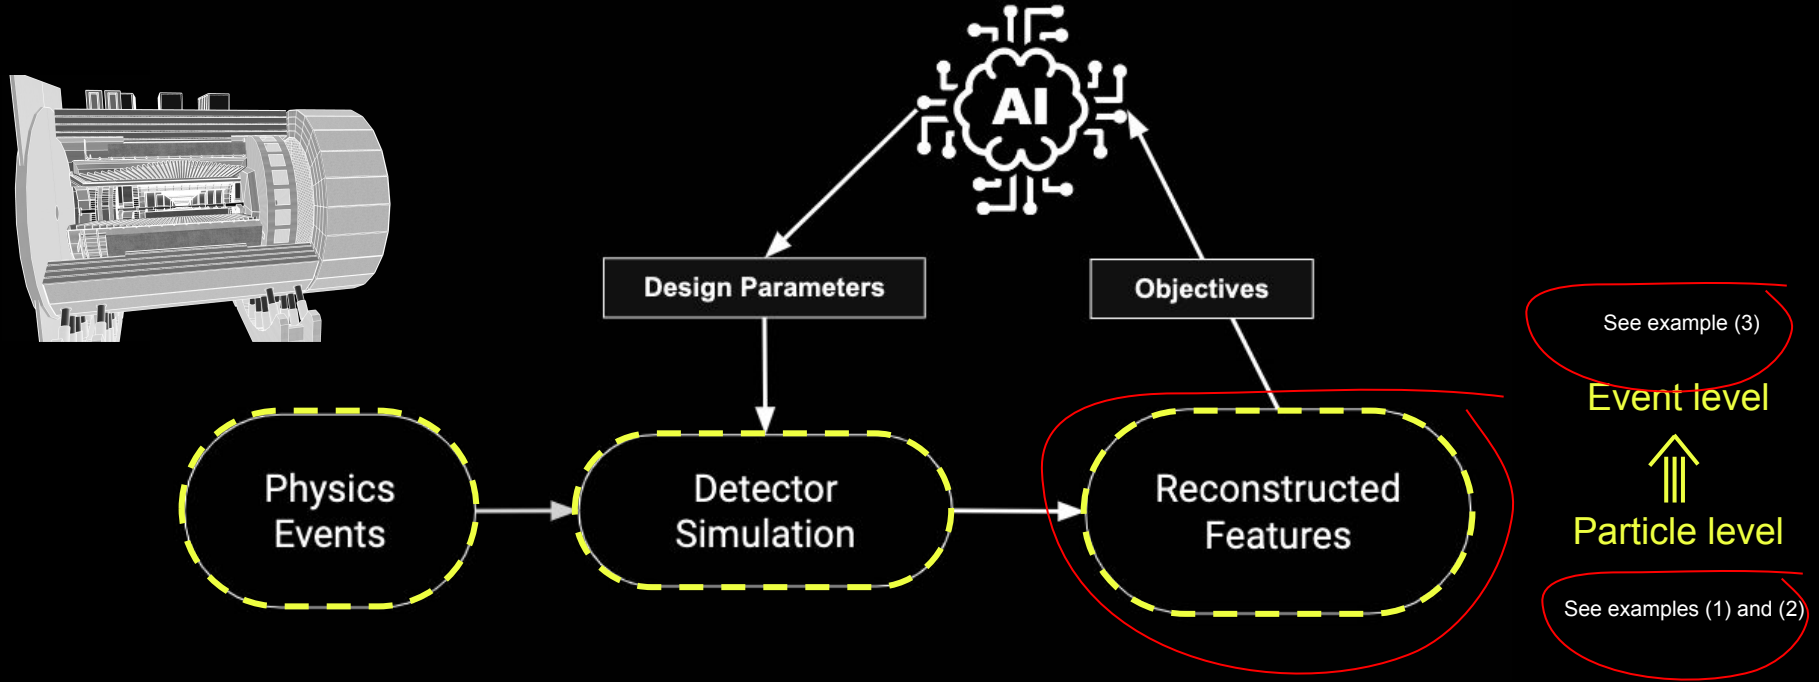 AI
Design Parameters
Objectives
See example (3)
Event level
Physics
Events
Detector
Simulation
Reconstructed
Features
Particle level
See examples (1) and (2)